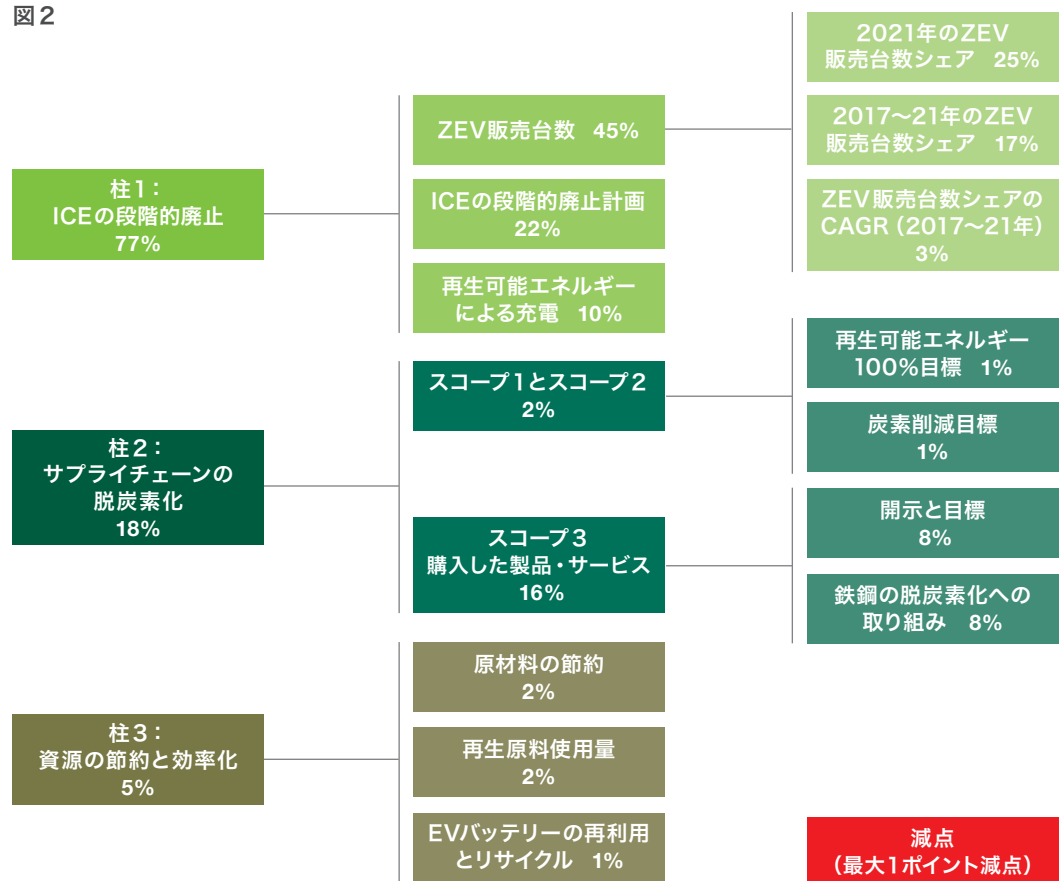 図2
柱1：
ICEの段階的廃止
77%
ZEV販売台数 45%
ICEの段階的廃止計画
22%
再生可能エネルギー
による充電 10%
2021年のZEV
販売台数シェア 25%
2017～21年のZEV
販売台数シェア 17%
ZEV販売台数シェアの
CAGR（2017～21年）
3%
柱2：
サプライチェーンの
脱炭素化
18%
スコープ1とスコープ2
2%
スコープ3
購入した製品・サービス
16%
再生可能エネルギー
100%目標 1%
炭素削減目標
1%
開示と目標
8%
鉄鋼の脱炭素化への
取り組み 8%
柱3：
資源の節約と効率化
5%
原材料の節約
2%
再生原料使用量
2%
EVバッテリーの再利用
とリサイクル 1%
減点
（最大1ポイント減点）